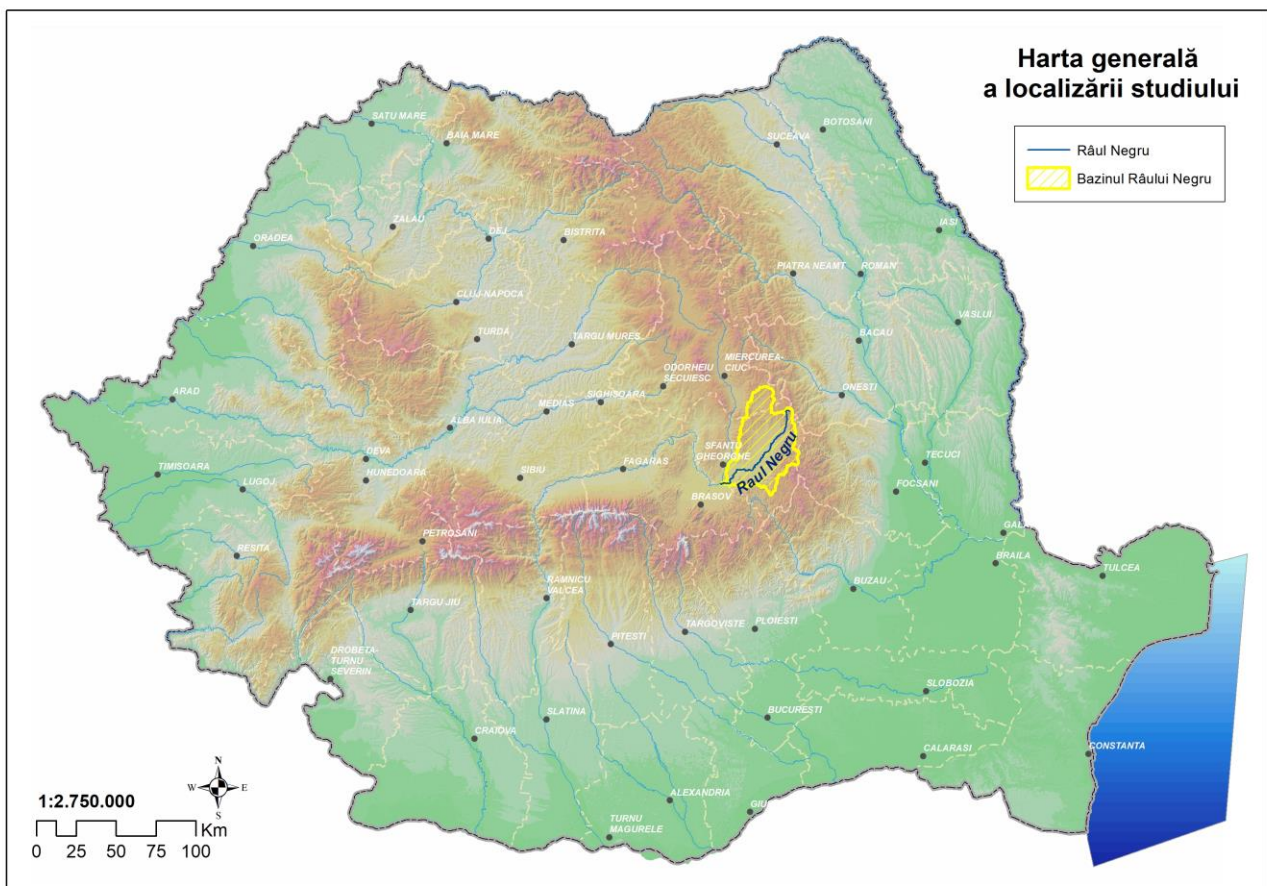 Harta generală
a localizării studiului
Râul Negru
Bazinul Râului Negru
SATU MARE
BAIA MARE
SUCEAVA
BOTOSANI
ZALAU
DEJ
BISTRITA
IASI
ORADEA
PIATRA NEAMT
ROMAN
CLUJ-NAPOCA
TURDA
TARGU MURES
BACAU
VASLUI
ODORHEIU
SECUIESC
MIERCUREA-
CIUC
ARAD
MEDIAS
SIGHISOARA
ONESTI
ALBA IULIA
DEVA
HUNEDOARA
SFANTU
GHEORGHE
Raul Negru
TIMISOARA
LUGOJ
SIBIU
FAGARAS
TECUCI
FOCSANI
BRASOV
RESITA
PETROSANI
GAL
BRAILA
TULCEA
RAMNICU
VALCEA
TARGU JIU
BUZAU
PITESTI
TARGOVISTE
PLOIESTI
DROBETA-
TURNU
SEVERIN
SLOBOZIA
SLATINA
BUCUREȘTI
CRAIOVA
CALARASI
CONSTANTA
ALEXANDRIA
GIU
TURNU
MAGURELE
N
W E
S
1:2.750.000
Km
0 25 50 75 100